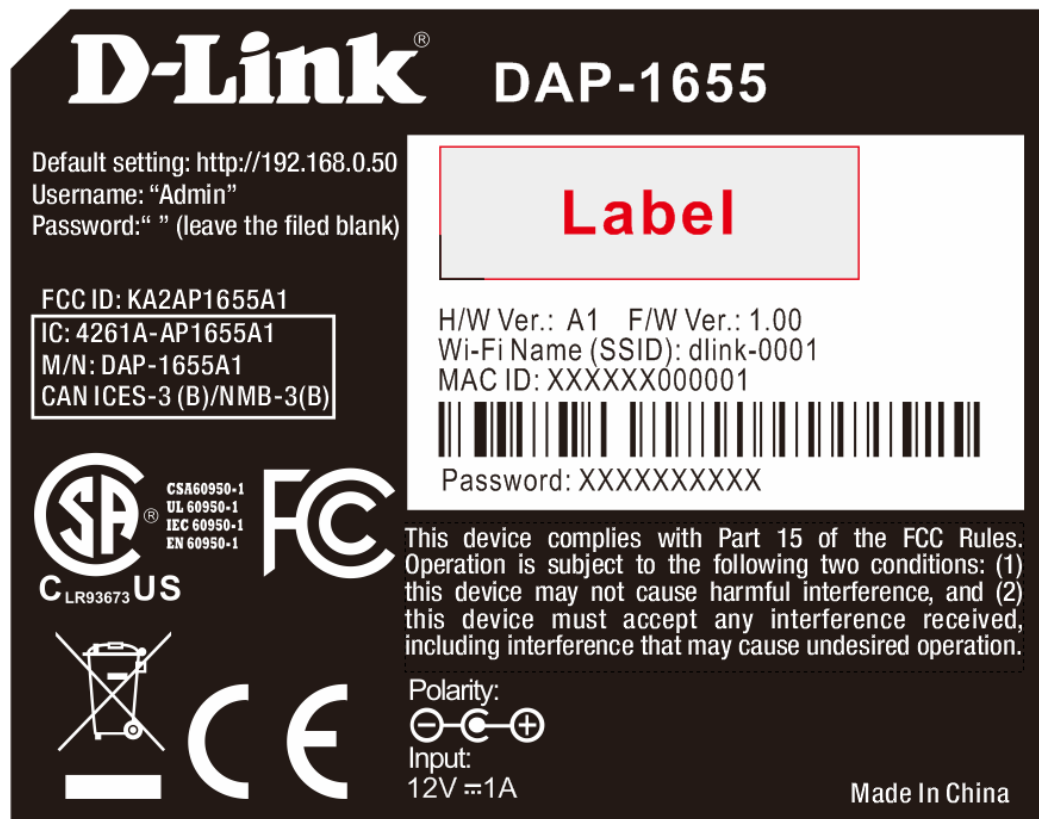 D-Link® DAP-1655
Default setting: http://192.168.0.50
Username: “Admin”
Password:“ ” (leave the filed blank)
FCC ID: KA2AP1655A1
IC: 4261A-AP1655A1
M/N: DAP-1655A1
CAN ICES-3 (B)/NMB-3(B)
Label
H/W Ver.: A1 F/W Ver.: 1.00
Wi-Fi Name (SSID): dlink-0001
MAC ID: XXXXXX000001
Password: XXXXXXXXXX
SA®
CSA60950-1
UL 60950-1
IEC 60950-1
EN 60950-1
C LR93673 US
FC
This device complies with Part 15 of the FCC Rules.
Operation is subject to the following two conditions: (1)
this device may not cause harmful interference, and (2)
this device must accept any interference received,
including interference that may cause undesired operation.
CE
Polarity:
Input:
12V ⎓1A
Made In China